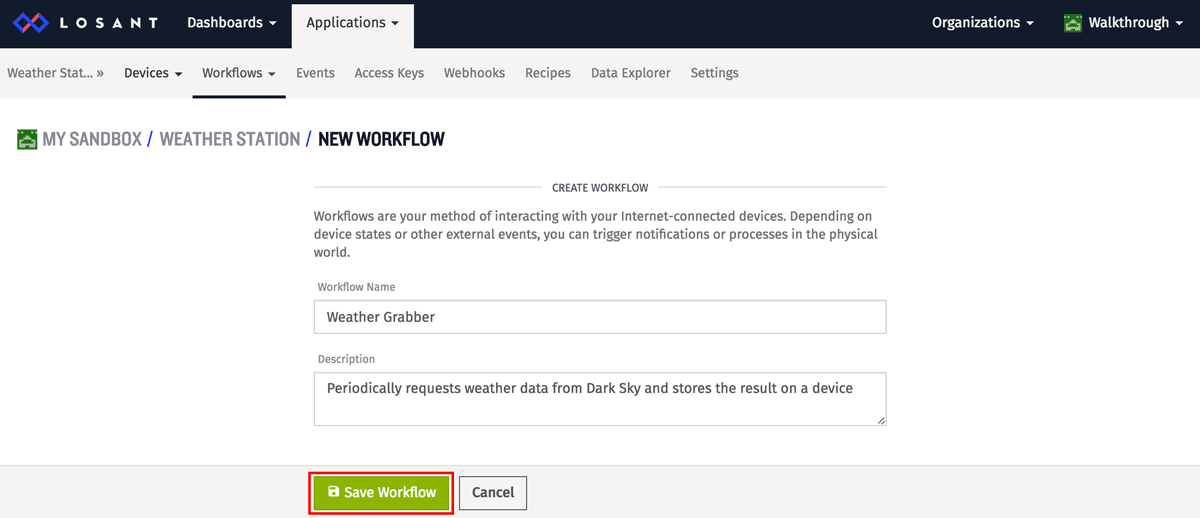 LOSANT Dashboards Applications Organizations Walkthrough
Weather Stat... » Devices Workflows Events Access Keys Webhooks Recipes Data Explorer Settings
MY SANDBOX / WEATHER STATION / NEW WORKFLOW
CREATE WORKFLOW
Workflows are your method of interacting with your Internet-connected devices. Depending on
device states or other external events, you can trigger notifications or processes in the physical
world.
Workflow Name
Weather Grabber
Description
Periodically requests weather data from Dark Sky and stores the result on a device
Save Workflow Cancel